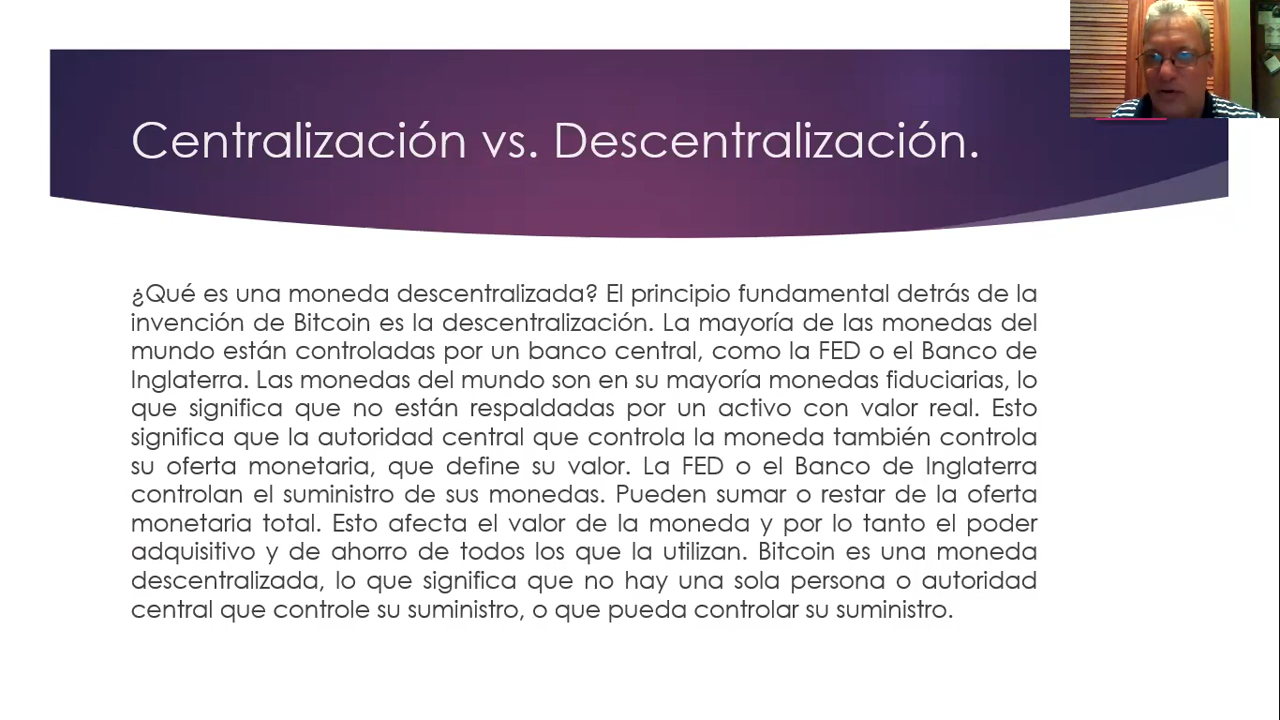 Centralización vs. Descentralización.
¿Qué es una moneda descentralizada? El principio fundamental detrás de la
invención de Bitcoin es la descentralización. La mayoría de las monedas del
mundo están controladas por un banco central, como la FED o el Banco de
Inglaterra. Las monedas del mundo son en su mayoría monedas fiduciarias, lo
que significa que no están respaldadas por un activo con valor real. Esto
significa que la autoridad central que controla la moneda también controla
su oferta monetaria, que define su valor. La FED o el Banco de Inglaterra
controlan el suministro de sus monedas. Pueden sumar o restar de la oferta
monetaria total. Esto afecta el valor de la moneda y por lo tanto el poder
adquisitivo y de ahorro de todos los que la utilizan. Bitcoin es una moneda
descentralizada, lo que significa que no hay una sola persona o autoridad
central que controle su suministro, o que pueda controlar su suministro.